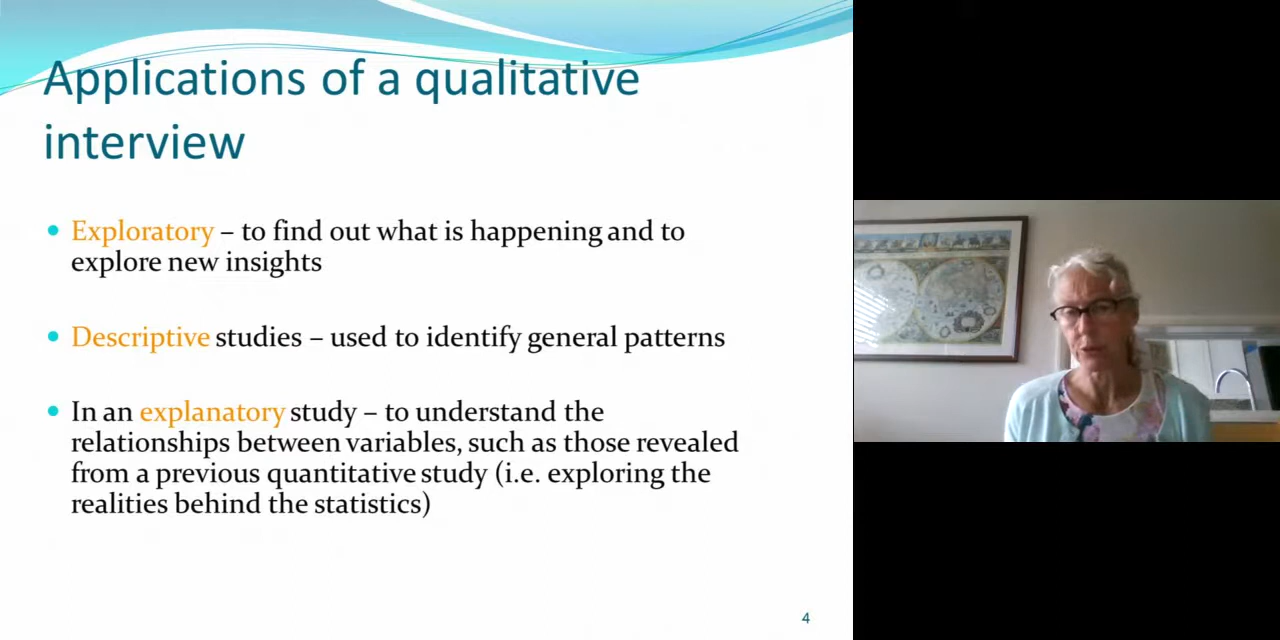 Applications of a qualitative
interview
• Exploratory – to find out what is happening and to
explore new insights
• Descriptive studies – used to identify general patterns
• In an explanatory study – to understand the
relationships between variables, such as those revealed
from a previous quantitative study (i.e. exploring the
realities behind the statistics)
4